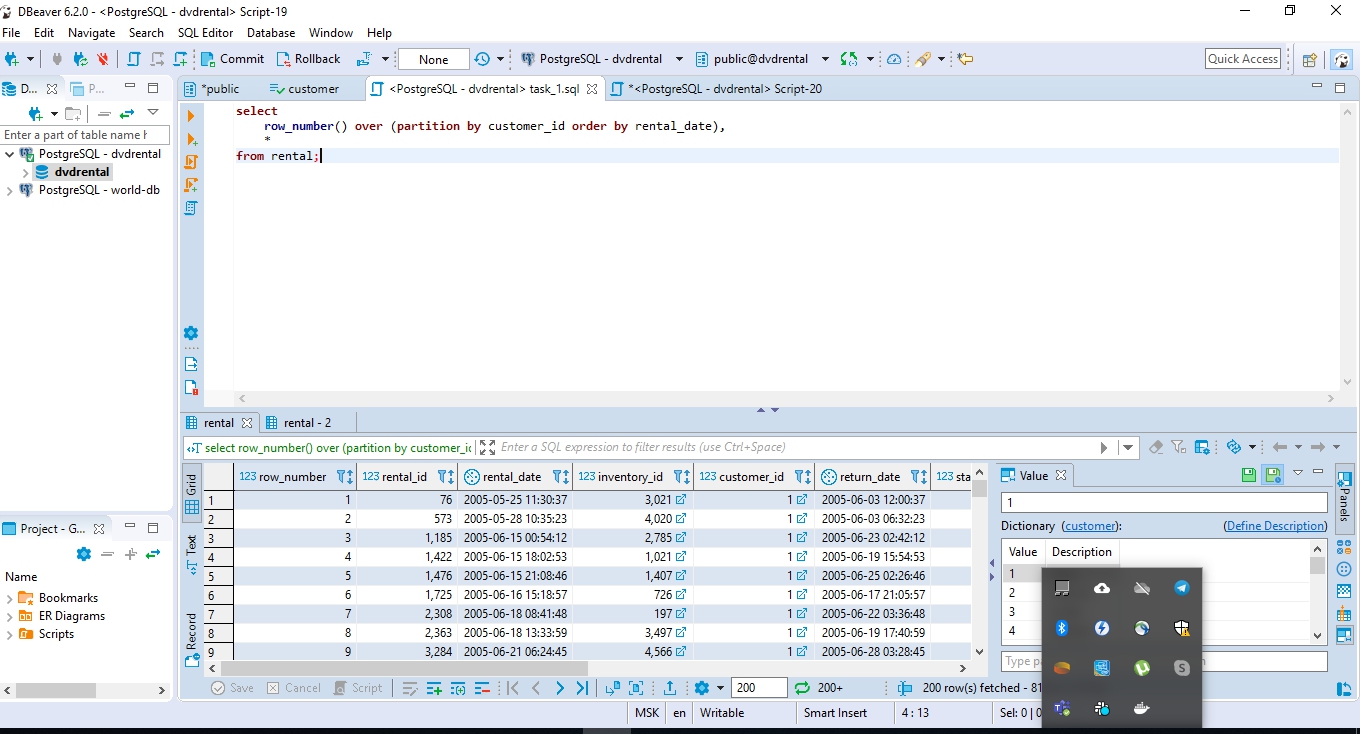 DBeaver 6.2.0 - <PostgreSQL - dvdrental> Script-19
File Edit Navigate Search SQL Editor Database Window Help
Commit Rollback None PostgreSQL - dvdrental public@dvdrental Quick Access
D... P... *public customer <PostgreSQL - dvdrental> task_1.sql *<PostgreSQL - dvdrental> Script-20
Enter a part of table name h
PostgreSQL - dvdrental
dvdrental
PostgreSQL - world-db
select
row_number() over (partition by customer_id order by rental_date),
*
from rental;
rental rental - 2
select row_number() over (partition by customer_ic Enter a SQL expression to filter results (use Ctrl+Space)
Grid
Text
Record
123 row_number 123 rental_id rental_date 123 inventory_id 123 customer_id return_date 123 sta
1 1 76 2005-05-25 11:30:37 3,021 1 2005-06-03 12:00:37
2 2 573 2005-05-28 10:35:23 4,020 1 2005-06-03 06:32:23
3 3 1,185 2005-06-15 00:54:12 2,785 1 2005-06-23 02:42:12
4 4 1,422 2005-06-15 18:02:53 1,021 1 2005-06-19 15:54:53
5 5 1,476 2005-06-15 21:08:46 1,407 1 2005-06-25 02:26:46
6 6 1,725 2005-06-16 15:18:57 726 1 2005-06-17 21:05:57
7 7 2,308 2005-06-18 08:41:48 197 1 2005-06-22 03:36:48
8 8 2,363 2005-06-18 13:33:59 3,497 1 2005-06-19 17:40:59
9 9 3,284 2005-06-21 06:24:45 4,566 1 2005-06-28 03:28:45
Value
1
Dictionary (customer): (Define Description)
Value Description
1
2
3
4
Type p
Panels
Project - G...
Name
Bookmarks
ER Diagrams
Scripts
Save Cancel Script 200 200+ 200 row(s) fetched - 81
MSK en Writable Smart Insert 4 : 13 Sel: 0 | 0